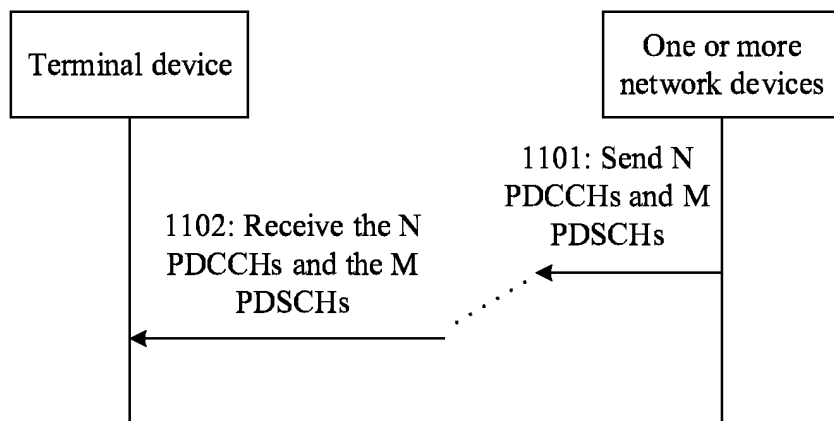 Terminal device
One or more
network devices
1101: Send N
PDCCHs and M
PDSCHs
1102: Receive the N
PDCCHs and the M
PDSCHs